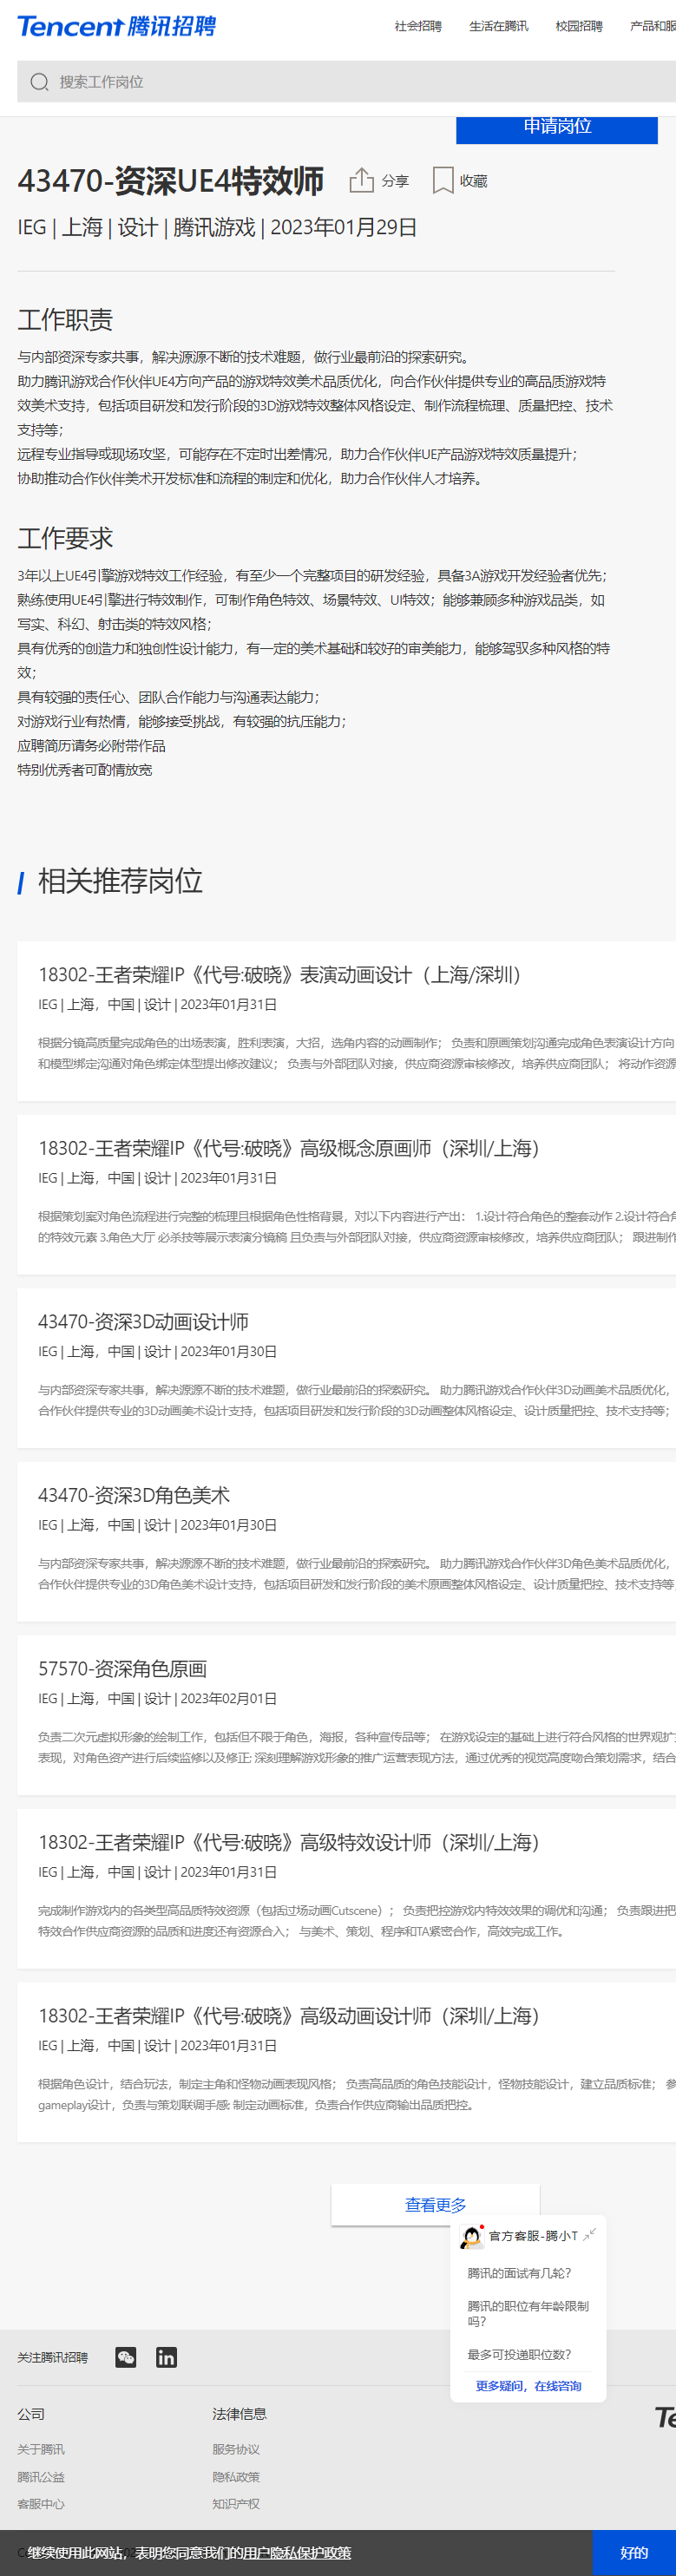 Tencent 腾讯招聘
社会招聘 生活在腾讯 校园招聘 产品和服
搜索工作岗位
申请岗位
43470-资深UE4特效师 分享 收藏
IEG | 上海 | 设计 | 腾讯游戏 | 2023年01月29日
工作职责
与内部资深专家共事，解决源源不断的技术难题，做行业最前沿的探索研究。
助力腾讯游戏合作伙伴UE4方向产品的游戏特效美术品质优化，向合作伙伴提供专业的高品质游戏特
效美术支持，包括项目研发和发行阶段的3D游戏特效整体风格设定、制作流程梳理、质量把控、技术
支持等；
远程专业指导或现场攻坚，可能存在不定时出差情况，助力合作伙伴UE产品游戏特效质量提升；
协助推动合作伙伴美术开发标准和流程的制定和优化，助力合作伙伴人才培养。
工作要求
3年以上UE4引擎游戏特效工作经验，有至少一个完整项目的研发经验，具备3A游戏开发经验者优先；
熟练使用UE4引擎进行特效制作，可制作角色特效、场景特效、UI特效；能够兼顾多种游戏品类，如
写实、科幻、射击类的特效风格；
具有优秀的创造力和独创性设计能力，有一定的美术基础和较好的审美能力，能够驾驭多种风格的特
效；
具有较强的责任心、团队合作能力与沟通表达能力；
对游戏行业有热情，能够接受挑战，有较强的抗压能力；
应聘简历请务必附带作品
特别优秀者可酌情放宽
相关推荐岗位
18302-王者荣耀IP《代号:破晓》表演动画设计（上海/深圳）
IEG | 上海，中国 | 设计 | 2023年01月31日
根据分镜高质量完成角色的出场表演，胜利表演，大招，选角内容的动画制作； 负责和原画策划沟通完成角色表演设计方向
和模型绑定沟通对角色绑定体型提出修改建议； 负责与外部团队对接，供应商资源审核修改，培养供应商团队； 将动作资源
18302-王者荣耀IP《代号:破晓》高级概念原画师（深圳/上海）
IEG | 上海，中国 | 设计 | 2023年01月31日
根据策划案对角色流程进行完整的梳理且根据角色性格背景，对以下内容进行产出： 1.设计符合角色的整套动作 2.设计符合角
的特效元素 3.角色大厅 必杀技等展示表演分镜稿 且负责与外部团队对接，供应商资源审核修改，培养供应商团队； 跟进制作
43470-资深3D动画设计师
IEG | 上海，中国 | 设计 | 2023年01月30日
与内部资深专家共事，解决源源不断的技术难题，做行业最前沿的探索研究。 助力腾讯游戏合作伙伴3D动画美术品质优化，
合作伙伴提供专业的3D动画美术设计支持，包括项目研发和发行阶段的3D动画整体风格设定、设计质量把控、技术支持等；
43470-资深3D角色美术
IEG | 上海，中国 | 设计 | 2023年01月30日
与内部资深专家共事，解决源源不断的技术难题，做行业最前沿的探索研究。 助力腾讯游戏合作伙伴3D角色美术品质优化，
合作伙伴提供专业的3D角色美术设计支持，包括项目研发和发行阶段的美术原画整体风格设定、设计质量把控、技术支持等
57570-资深角色原画
IEG | 上海，中国 | 设计 | 2023年02月01日
负责二次元虚拟形象的绘制工作，包括但不限于角色，海报，各种宣传品等； 在游戏设定的基础上进行符合风格的世界观扩
表现，对角色资产进行后续监修以及修正; 深刻理解游戏形象的推广运营表现方法，通过优秀的视觉高度吻合策划需求，结合
18302-王者荣耀IP《代号:破晓》高级特效设计师（深圳/上海）
IEG | 上海，中国 | 设计 | 2023年01月31日
完成制作游戏内的各类型高品质特效资源（包括过场动画Cutscene）； 负责把控游戏内特效效果的调优和沟通； 负责跟进把
特效合作供应商资源的品质和进度还有资源合入； 与美术、策划、程序和TA紧密合作，高效完成工作。
18302-王者荣耀IP《代号:破晓》高级动画设计师（深圳/上海）
IEG | 上海，中国 | 设计 | 2023年01月31日
根据角色设计，结合玩法，制定主角和怪物动画表现风格； 负责高品质的角色技能设计，怪物技能设计，建立品质标准； 参
gameplay设计，负责与策划联调手感; 制定动画标准，负责合作供应商输出品质把控。
查看更多
官方客服-腾小T
腾讯的面试有几轮？
腾讯的职位有年龄限制
吗？
最多可投递职位数？
更多疑问，在线咨询
关注腾讯招聘
公司 法律信息 Te
关于腾讯 服务协议
腾讯公益 隐私政策
客服中心 知识产权
继续使用此网站，表明您同意我们的用户隐私保护政策 好的